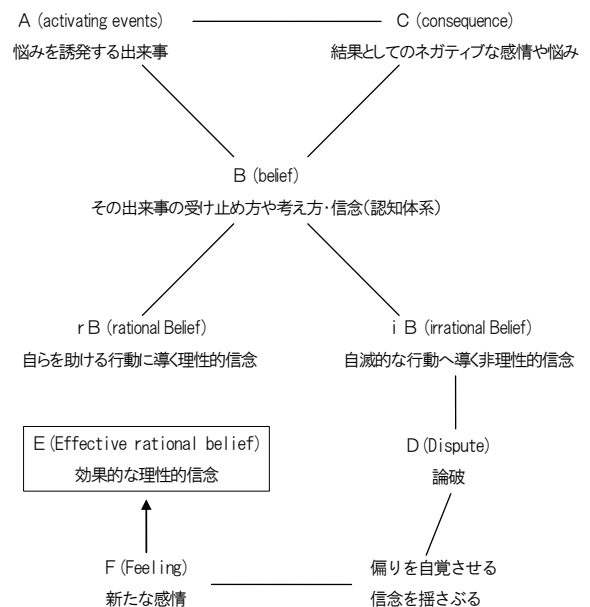 A (activating events)
C (consequence)
悩みを誘発する出来事
結果としてのネガティブな感情や悩み
B (belief)
その出来事の受け止め方や考え方・信念(認知体系)
r B (rational Belief)
i B (irrational Belief)
自らを助ける行動に導く理性的信念
自滅的な行動へ導く非理性的信念
E (Effective rational belief)
効果的な理性的信念
D (Dispute)
論破
F (Feeling)
新たな感情
偏りを自覚させる
信念を揺さぶる